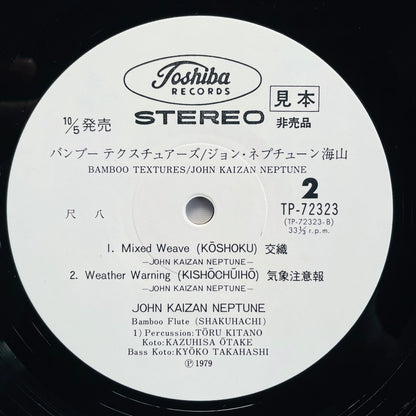 Toshiba
RECORDS
STEREO
見本
非売品
10/5 発売
バンブー テクスチュアーズ/ジョン・ネプチューン 海山
BAMBOO TEXTURES/JOHN KAIZAN NEPTUNE
尺 八
2
TP-72323
(TP-72323-B)
33⅓ r.p.m.
1. Mixed Weave (KŌSHOKU) 交織
—JOHN KAIZAN NEPTUNE—
2. Weather Warning (KISHŌCHŪIHŌ) 気象注意報
—JOHN KAIZAN NEPTUNE—
JOHN KAIZAN NEPTUNE
Bamboo Flute (SHAKUHACHI)
1) Percussion: TŌRU KITANO
Koto: KAZUHISA ŌTAKE
Bass Koto: KYŌKO TAKAHASHI
Ⓟ 1979